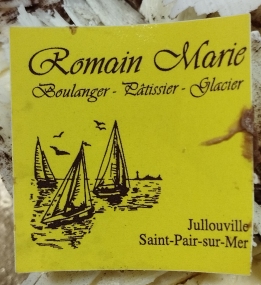 Romain Marie
Boulanger - Pâtissier - Glacier
Jullouville
Saint-Pair-sur-Mer